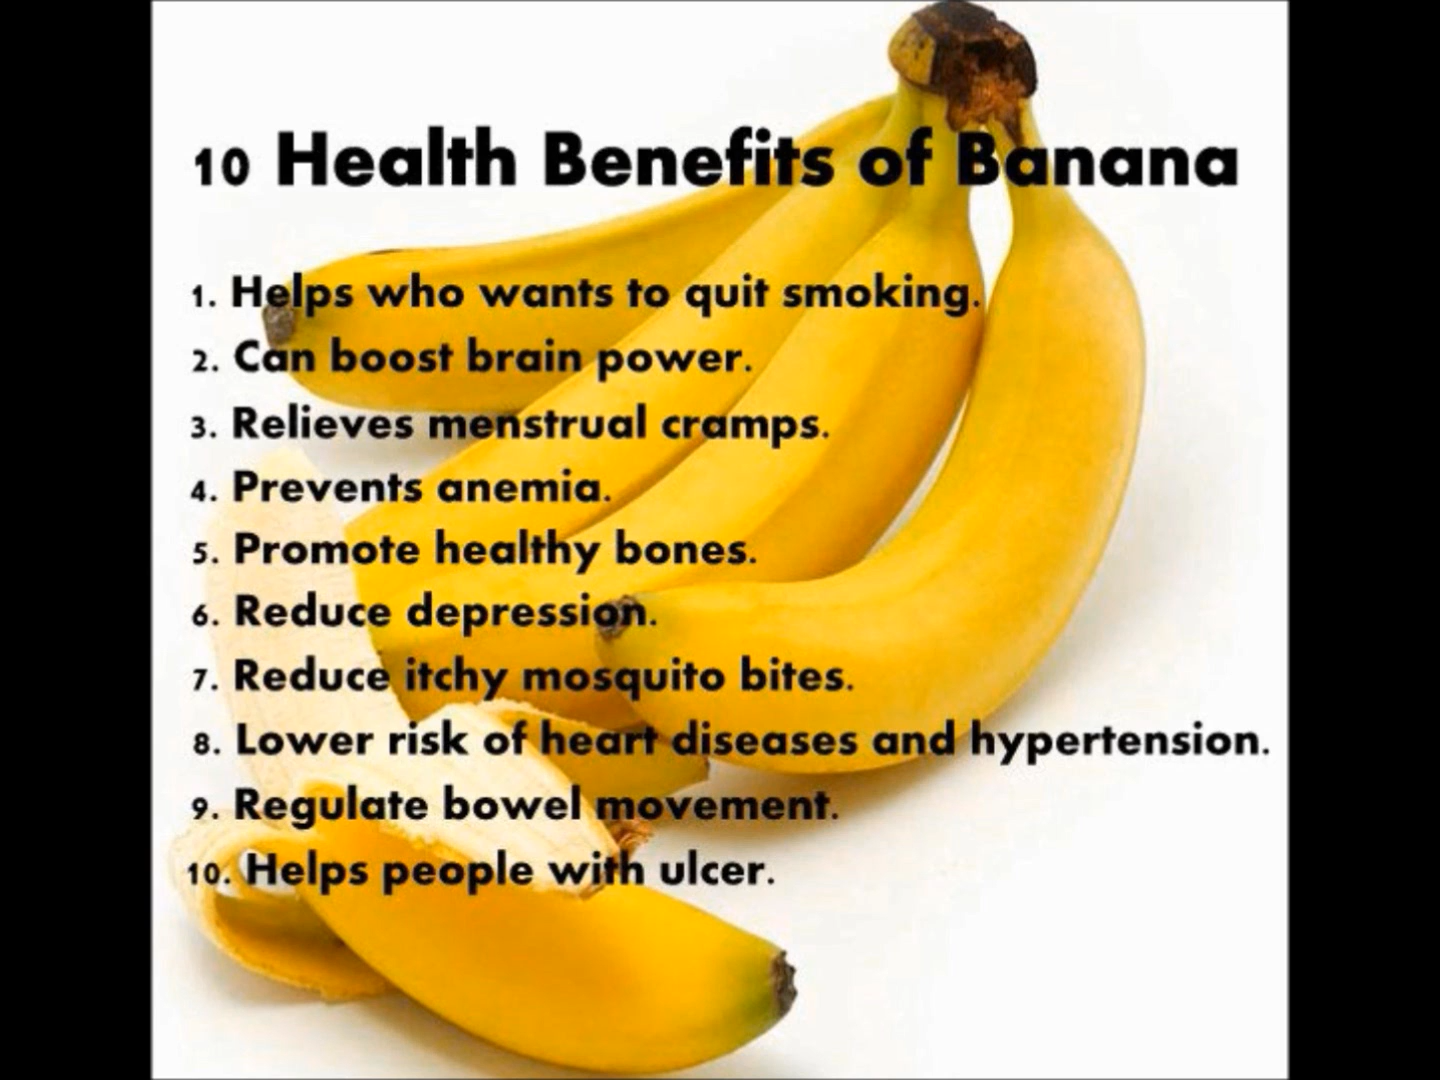 10 Health Benefits of Banana
1. Helps who wants to quit smoking.
2. Can boost brain power.
3. Relieves menstrual cramps.
4. Prevents anemia.
5. Promote healthy bones.
6. Reduce depression.
7. Reduce itchy mosquito bites.
8. Lower risk of heart diseases and hypertension.
9. Regulate bowel movement.
10. Helps people with ulcer.